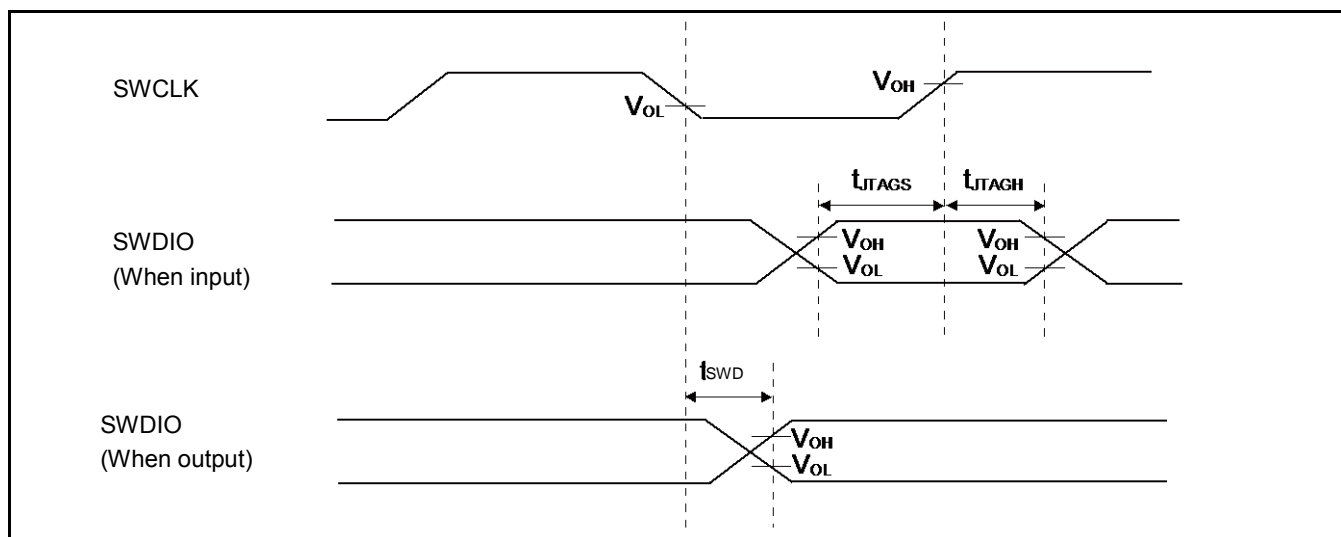 SWCLK
VOL
VOH
tJTAGS
tJTAGH
SWDIO
(When input)
VOH
VOL
VOH
VOL
tSWD
SWDIO
(When output)
VOH
VOL